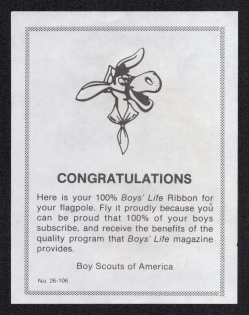 CONGRATULATIONS
Here is your 100% Boys' Life Ribbon for
your flagpole. Fly it proudly because you
can be proud that 100% of your boys
subscribe, and receive the benefits of the
quality program that Boys' Life magazine
provides.
Boy Scouts of America
No. 26-106